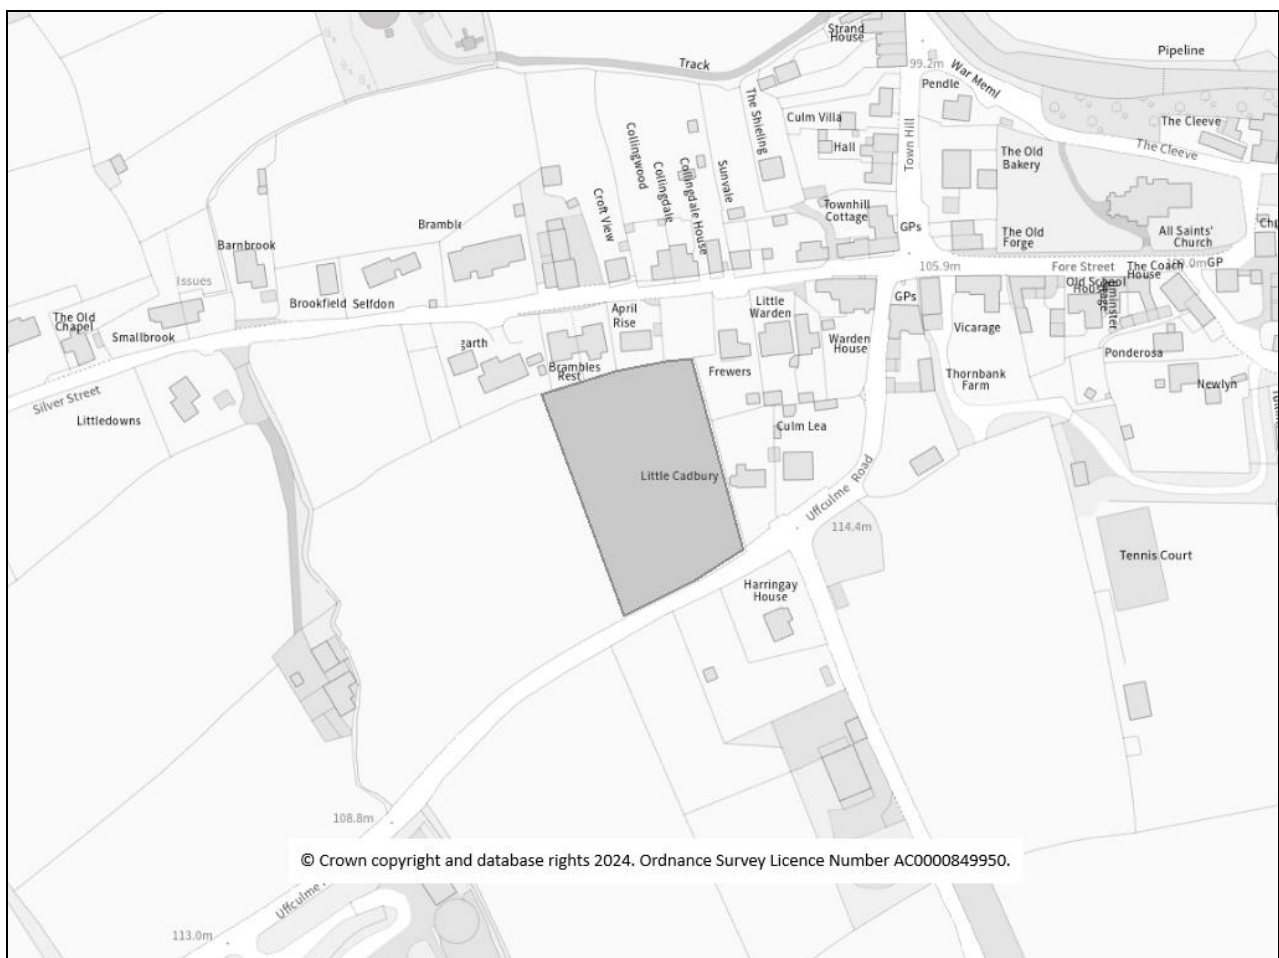 Strand
House
Pipeline
Track
99.2m
War Meml
Pendle
The Shieling
Culm Villa
The Cleeve
Hall
Town Hill
The Cleeve
Collingwood
Collingdale
Collingdale House
Sunvale
The Old
Bakery
Croft View
Townhill
Cottage
GPs
The Old
Forge
All Saints'
Church
Bramble
Barnbrook
Issues
105.9m
Fore Street
The Coach
House
GP
Old School
House
Brookfield
Selfdon
April
Rise
Little
Warden
GPs
The Old
Chapel
Smallbrook
Vicarage
Warden
House
Ponderosa
garth
Brambles
Rest
Frewers
Thornbank
Farm
Newlyn
Silver Street
Littledowns
Culm Lea
Little Cadbury
Uffculme Road
114.4m
Tennis Court
Harringay
House
108.8m
© Crown copyright and database rights 2024. Ordnance Survey Licence Number AC0000849950.
Uffculme
113.0m